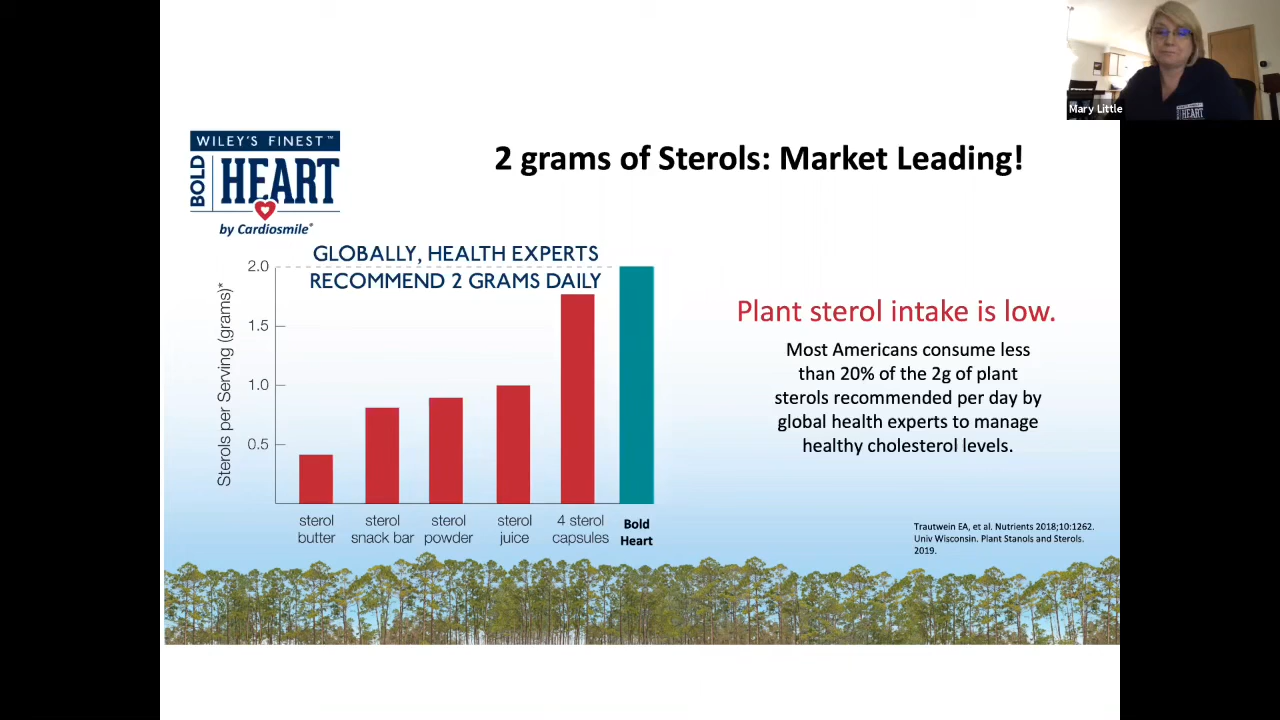 Mary Little
HEART
WILEY'S FINEST™
BOLD
HEART
by Cardiosmile®
2 grams of Sterols: Market Leading!
GLOBALLY, HEALTH EXPERTS
RECOMMEND 2 GRAMS DAILY
Sterols per Serving (grams)*
2.0
1.5
1.0
0.5
sterol
butter
sterol
snack bar
sterol
powder
sterol
juice
4 sterol
capsules
Bold
Heart
Plant sterol intake is low.
Most Americans consume less
than 20% of the 2g of plant
sterols recommended per day by
global health experts to manage
healthy cholesterol levels.
Trautwein EA, et al. Nutrients 2018;10:1262.
Univ Wisconsin. Plant Stanols and Sterols.
2019.